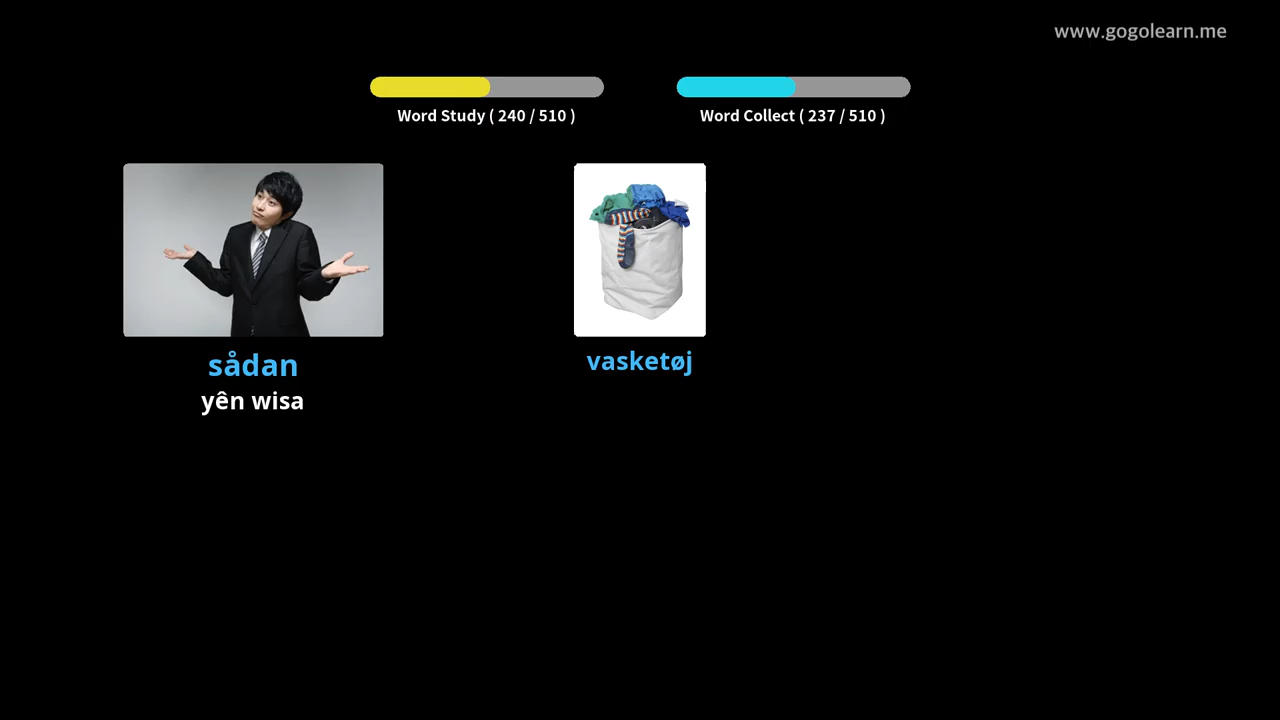 www.gogolearn.me
Word Study ( 240 / 510 )
Word Collect ( 237 / 510 )
sådan
yên wisa
vasketøj